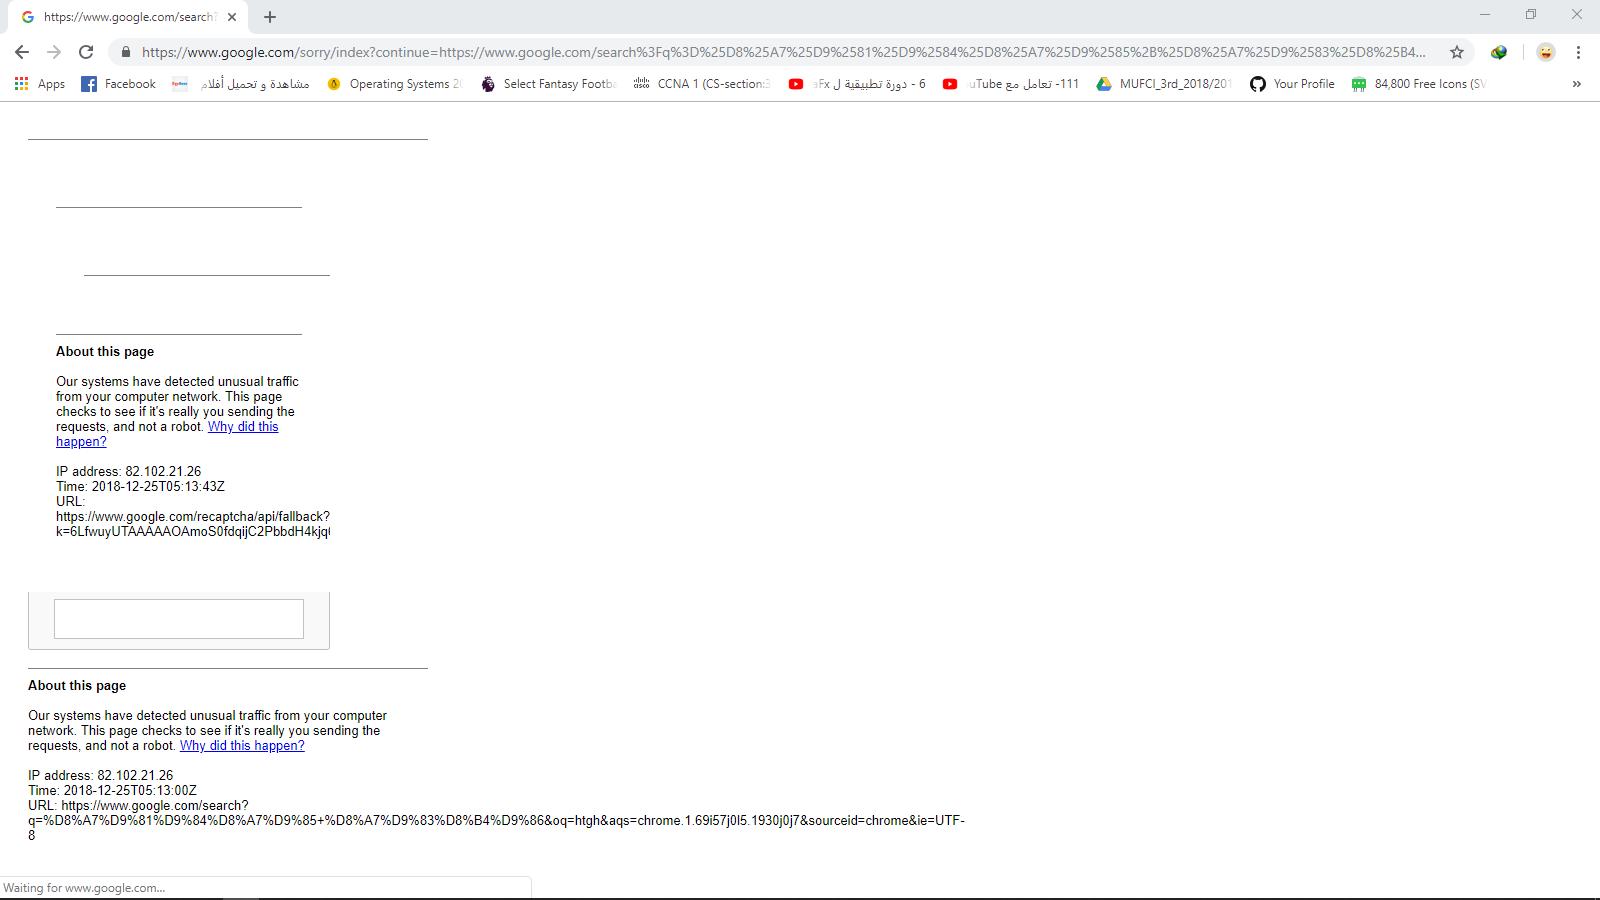 https://www.google.com/search?
https://www.google.com/sorry/index?continue=https://www.google.com/search%3Fq%3D%25D8%25A7%25D9%2581%25D9%2584%25D8%25A7%25D9%2585%2B%25D8%25A7%25D9%2583%25D8%25B4...
Apps Facebook مشاهدة و تحميل أفلام Operating Systems 20 Select Fantasy Footba CCNA 1 (CS-section:3 6 - دورة تطبيقية ل aFx 111- تعامل مع uTube MUFCI_3rd_2018/201 Your Profile 84,800 Free Icons (SV »
About this page
Our systems have detected unusual traffic
from your computer network. This page
checks to see if it's really you sending the
requests, and not a robot. Why did this
happen?
IP address: 82.102.21.26
Time: 2018-12-25T05:13:43Z
URL:
https://www.google.com/recaptcha/api/fallback?
k=6LfwuyUTAAAAAOAmoS0fdqijC2PbbdH4kjq
About this page
Our systems have detected unusual traffic from your computer
network. This page checks to see if it's really you sending the
requests, and not a robot. Why did this happen?
IP address: 82.102.21.26
Time: 2018-12-25T05:13:00Z
URL: https://www.google.com/search?
q=%D8%A7%D9%81%D9%84%D8%A7%D9%85+%D8%A7%D9%83%D8%B4%D9%86&oq=htgh&aqs=chrome.1.69i57j0l5.1930j0j7&sourceid=chrome&ie=UTF-
8
Waiting for www.google.com...